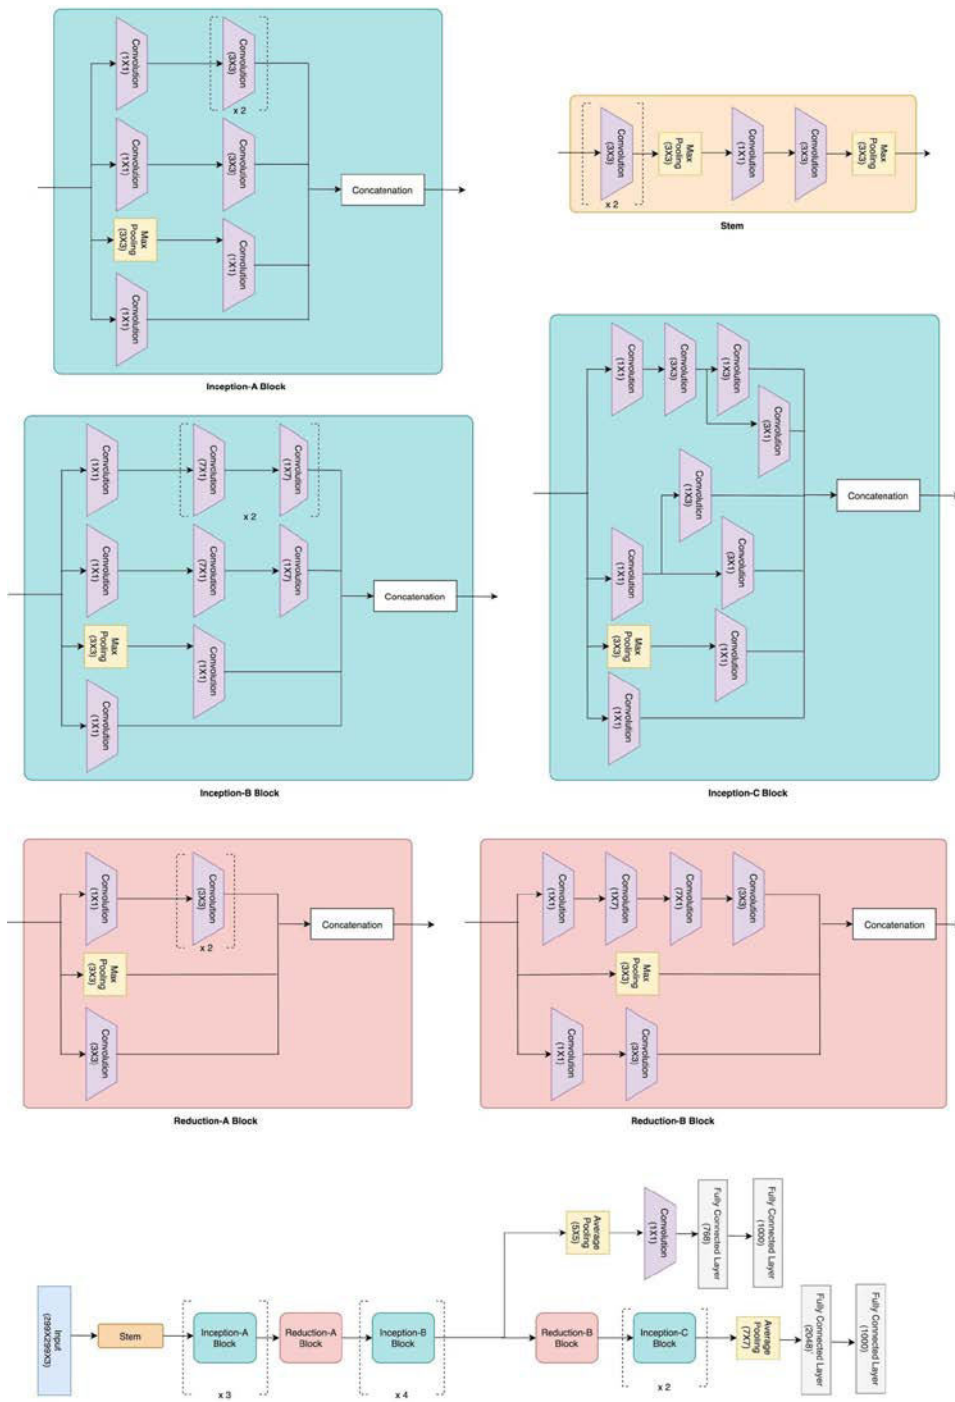 Convolution
(1X1)
Convolution
(3X3)
x 2
Convolution
(1X1)
Convolution
(3X3)
Max
Pooling
(3X3)
Convolution
(1X1)
Convolution
(1X1)
Concatenation
Inception-A Block
Convolution
(3X3)
x 2
Max
Pooling
(3X3)
Convolution
(1X1)
Convolution
(3X3)
Max
Pooling
(3X3)
Stem
Convolution
(1X1)
Convolution
(7X1)
Convolution
(1X7)
x 2
Convolution
(1X1)
Convolution
(7X1)
Convolution
(1X7)
Max
Pooling
(3X3)
Convolution
(1X1)
Convolution
(1X1)
Concatenation
Inception-B Block
Convolution
(1X1)
Convolution
(3X3)
Convolution
(1X3)
Convolution
(3X1)
Convolution
(1X3)
Convolution
(1X1)
Convolution
(3X1)
Max
Pooling
(3X3)
Convolution
(1X1)
Convolution
(1X1)
Concatenation
Inception-C Block
Convolution
(1X1)
Convolution
(3X3)
x 2
Max
Pooling
(3X3)
Convolution
(3X3)
Concatenation
Reduction-A Block
Convolution
(1X1)
Convolution
(1X7)
Convolution
(7X1)
Convolution
(3X3)
Max
Pooling
(3X3)
Convolution
(1X1)
Convolution
(3X3)
Concatenation
Reduction-B Block
Input
(299X299X3)
Stem
Inception-A
Block
x 3
Reduction-A
Block
Inception-B
Block
x 4
Average
Pooling
(5X5)
Convolution
(1X1)
Fully Connected Layer
(768)
Fully Connected Layer
(1000)
Reduction-B
Block
Inception-C
Block
x 2
Average
Pooling
(7X7)
Fully Connected Layer
(2048)
Fully Connected Layer
(1000)